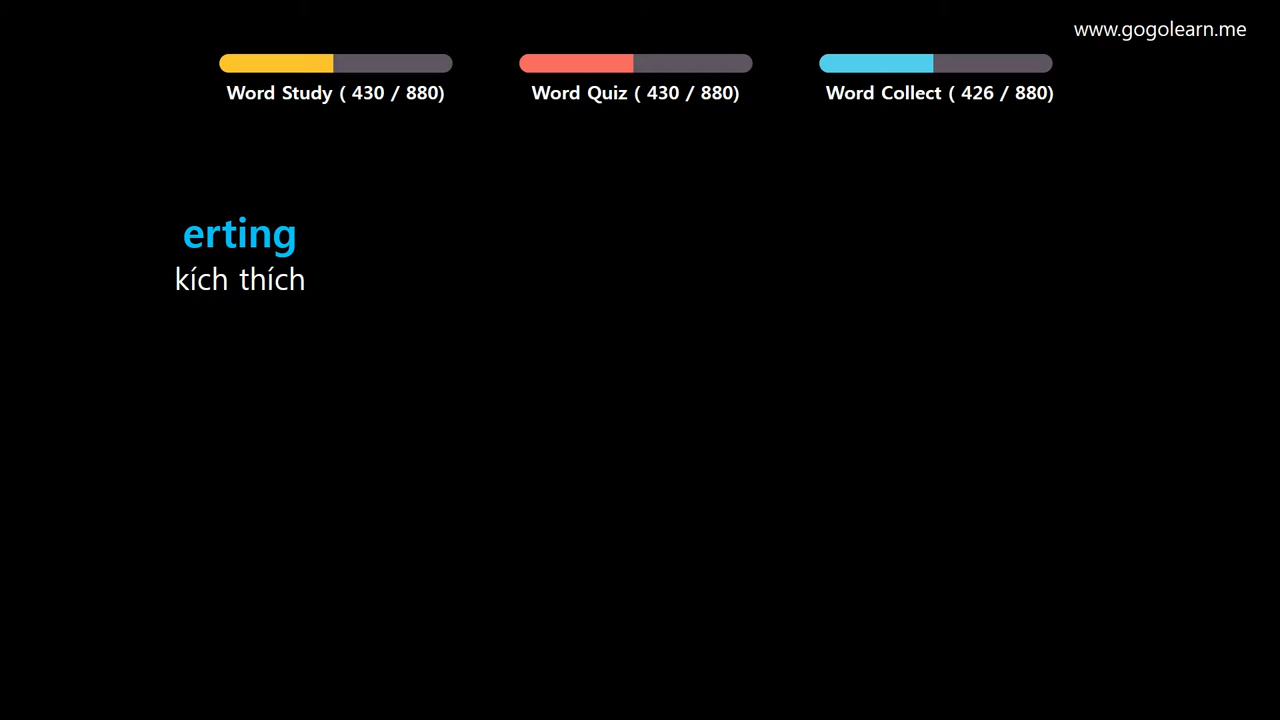 www.gogolearn.me
Word Study ( 430 / 880)
Word Quiz ( 430 / 880)
Word Collect ( 426 / 880)
erting
kích thích